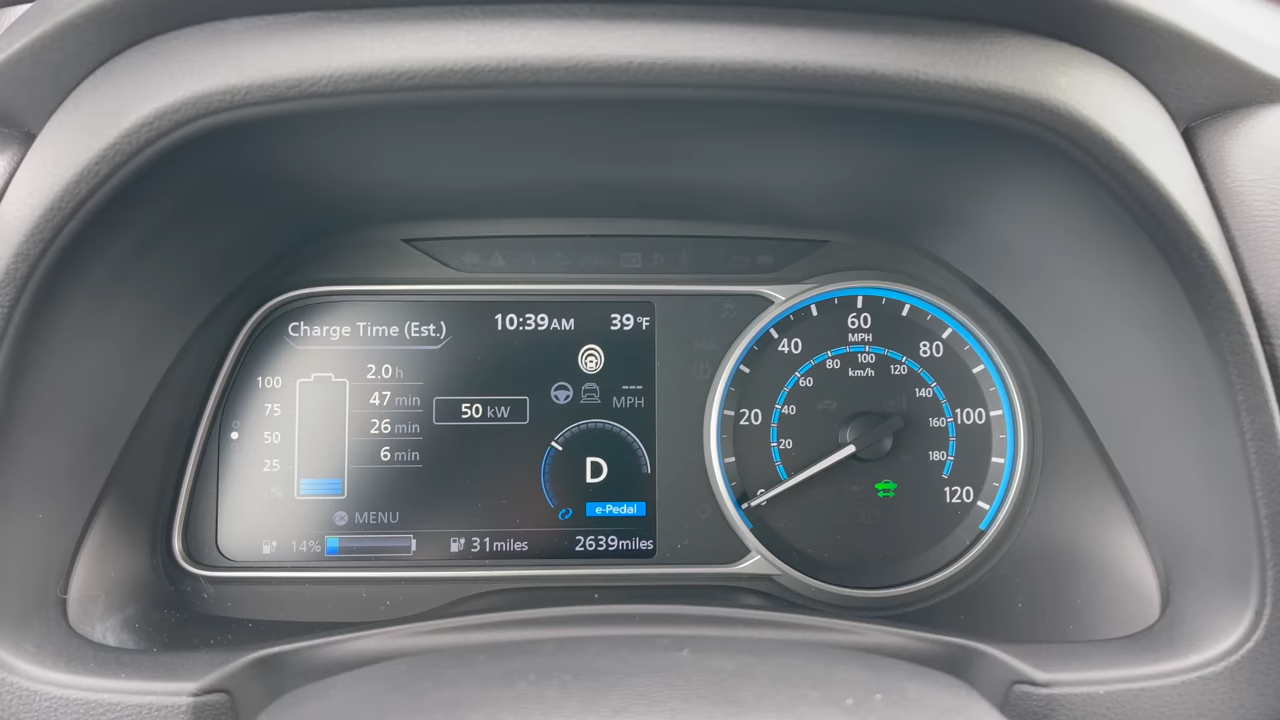 Charge Time (Est.)
10:39AM
39°F
100
75
50
25
%
2.0 h
47 min
26 min
6 min
50 kW
---
MPH
D
e-Pedal
OK MENU
14%
31miles
2639miles
0
20
40
60
80
100
120
MPH
20
40
60
80
100
120
140
160
180
km/h